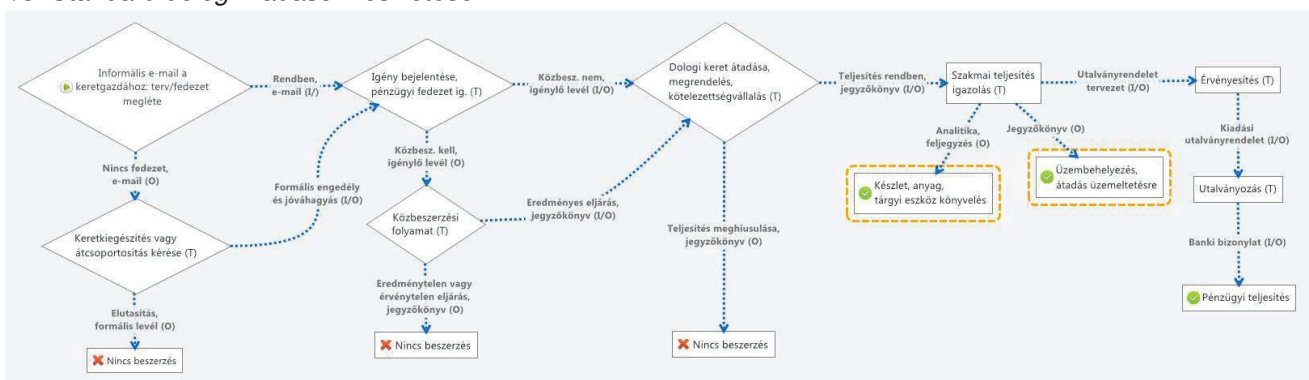 Informális e-mail a
keretgazdához: terv/fedezet
megléte
Rendben,
e-mail (I/)
Igény bejelentése,
pénzügyi fedezet ig. (T)
Közbesz. nem,
igénylő levél (I/O)
Dologi keret átadása,
megrendelés,
kötelezettségvállalás (T)
Teljesítés rendben,
jegyzőkönyv (I/O)
Szakmai teljesítés
igazolás (T)
Utalványrendelet
tervezet (I/O)
Érvényesítés (T)
Nincs fedezet,
e-mail (O)
Formális engedély
és jóváhagyás (I/O)
Közbesz. kell,
igénylő levél (O)
Analitika,
feljegyzés (O)
Jegyzőkönyv (O)
Kiadási
utalványrendelet (I/O)
Készlet, anyag,
tárgyi eszköz könyvelés
Üzembehelyezés,
átadás üzemeltetésre
Utalványozás (T)
Keretkiegészítés vagy
átcsoportosítás kérése (T)
Közbeszerzési
folyamat (T)
Eredményes eljárás,
jegyzőkönyv (I/O)
Teljesítés meghiusulása,
jegyzőkönyv (O)
Banki bizonylat (I/O)
Eredménytelen vagy
érvénytelen eljárás,
jegyzőkönyv (O)
Pénzügyi teljesítés
Elutasítás,
formális levél (O)
Nincs beszerzés
Nincs beszerzés
Nincs beszerzés